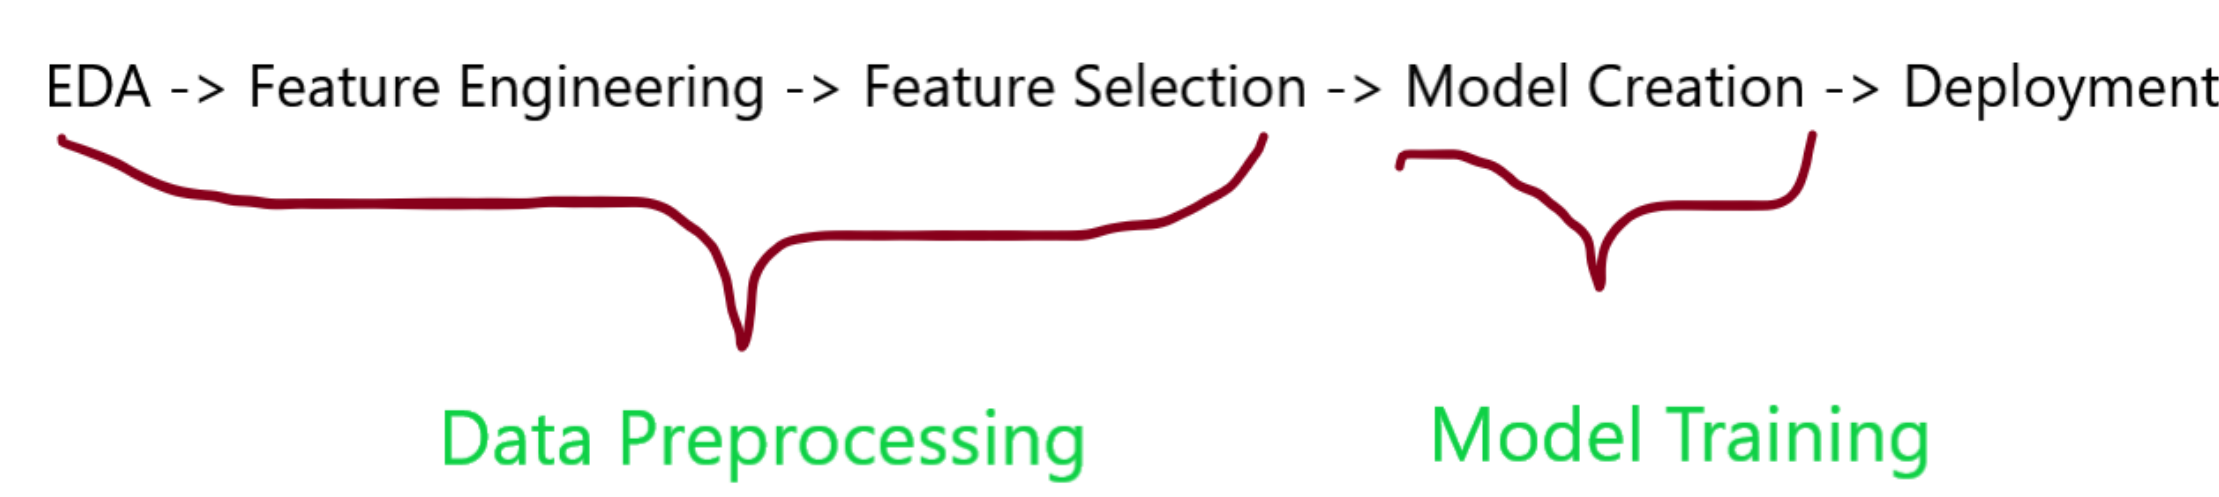 EDA -> Feature Engineering -> Feature Selection -> Model Creation -> Deployment
Data Preprocessing
Model Training